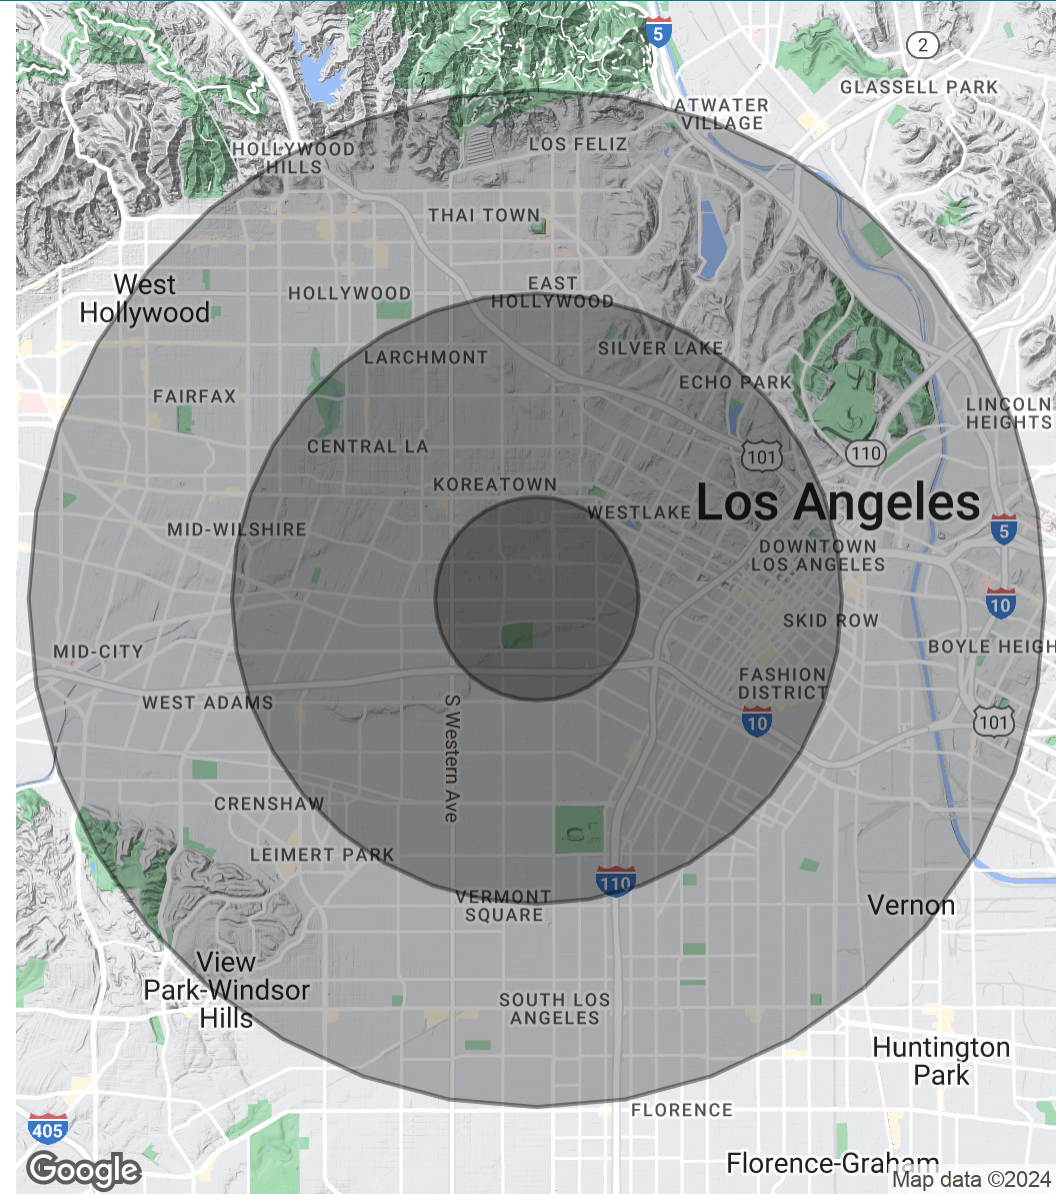 5
2
GLASSELL PARK
ATWATER
VILLAGE
HOLLYWOOD
HILLS
LOS FELIZ
THAI TOWN
West
Hollywood
HOLLYWOOD
EAST
HOLLYWOOD
LARCHMONT
SILVER LAKE
ECHO PARK
FAIRFAX
LINCOLN
HEIGHTS
CENTRAL LA
101
110
KOREATOWN
WESTLAKE
Los Angeles
MID-WILSHIRE
5
DOWNTOWN
LOS ANGELES
10
SKID ROW
MID-CITY
BOYLE HEIGH
WEST ADAMS
FASHION
DISTRICT
10
101
S Western Ave
CRENSHAW
LEIMERT PARK
110
VERMONT
SQUARE
Vernon
View
Park-Windsor
Hills
SOUTH LOS
ANGELES
Huntington
Park
FLORENCE
405
Google
Florence-Graham
Map data ©2024